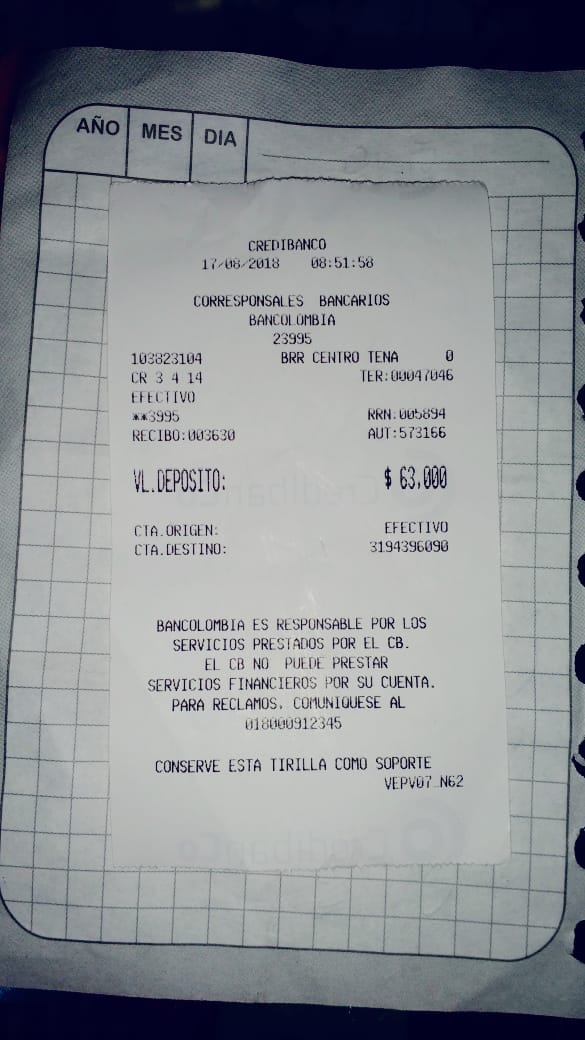 AÑO MES DIA
CREDIBANCO
17/08/2018 08:51:58
CORRESPONSALES BANCARIOS
BANCOLOMBIA
23995
103823104 BRR CENTRO TENA 0
CR 3 4 14 TER:00047046
EFECTIVO
**3995 RRN:005894
RECIBO:003630 AUT:573166
VL.DEPOSITO: $ 63,000
CTA.ORIGEN: EFECTIVO
CTA.DESTINO: 3194396090
BANCOLOMBIA ES RESPONSABLE POR LOS
SERVICIOS PRESTADOS POR EL CB.
EL CB NO PUEDE PRESTAR
SERVICIOS FINANCIEROS POR SU CUENTA.
PARA RECLAMOS, COMUNIQUESE AL
018000912345
CONSERVE ESTA TIRILLA COMO SOPORTE
VEPV07_N62
CredibanCo